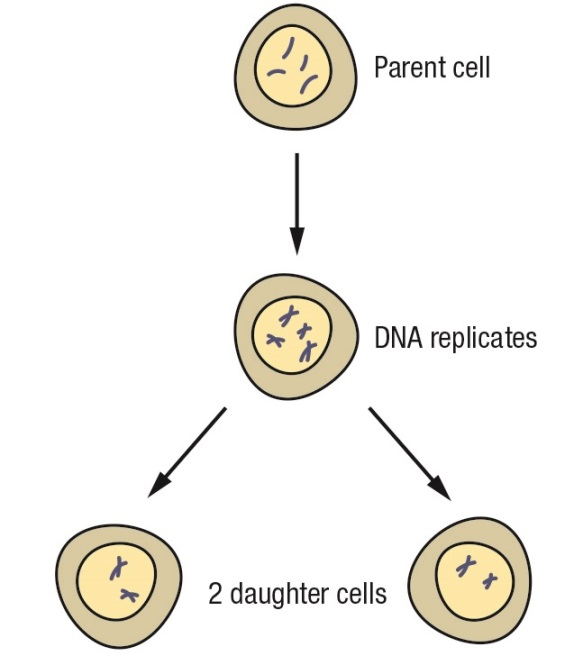 Parent cell
DNA replicates
2 daughter cells